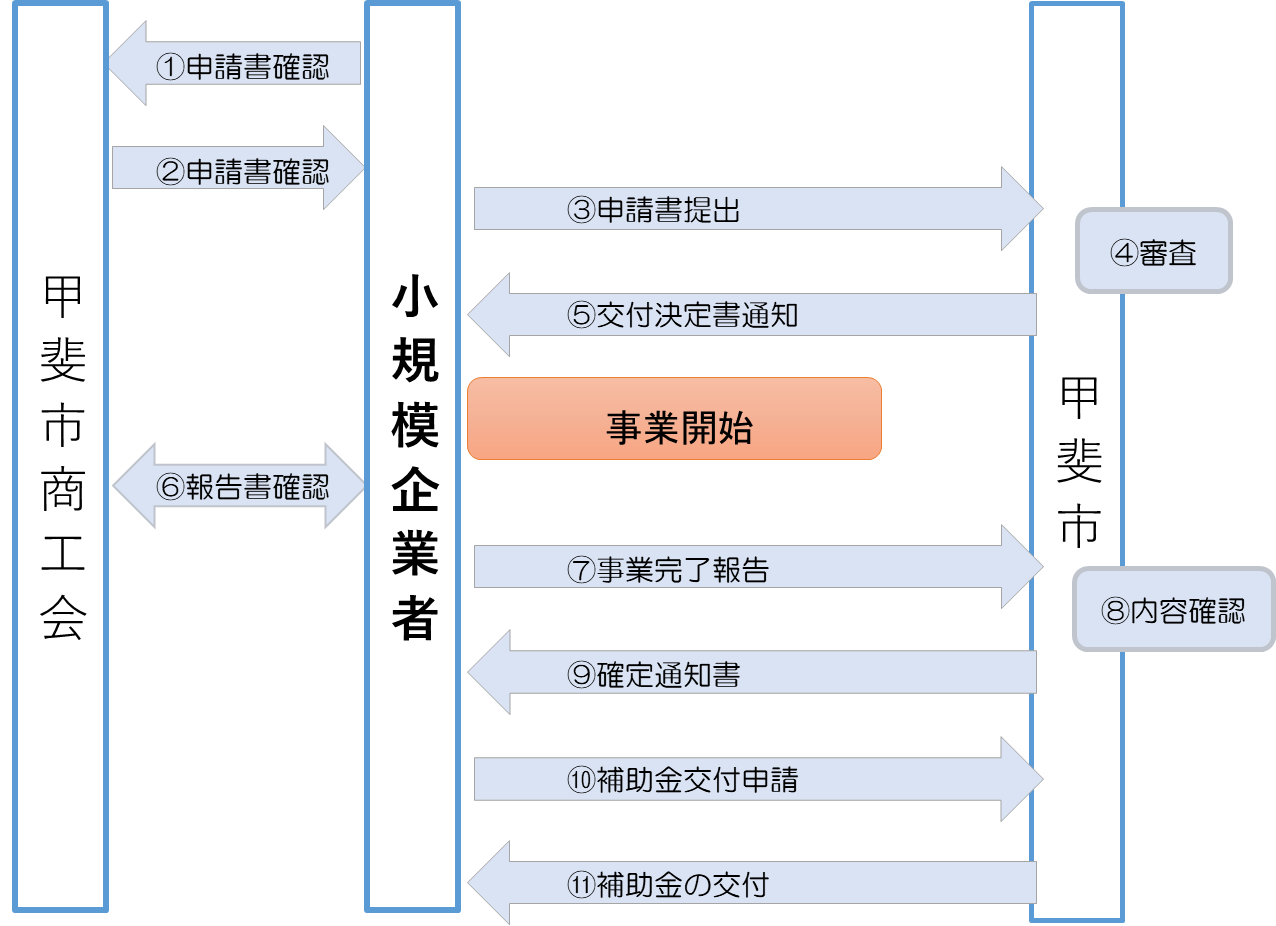 ①申請書確認
②申請書確認
③申請書提出
④審査
⑤交付決定書通知
事業開始
⑥報告書確認
⑦事業完了報告
⑧内容確認
⑨確定通知書
⑩補助金交付申請
⑪補助金の交付
甲斐市商工会
小規模企業者
甲斐市